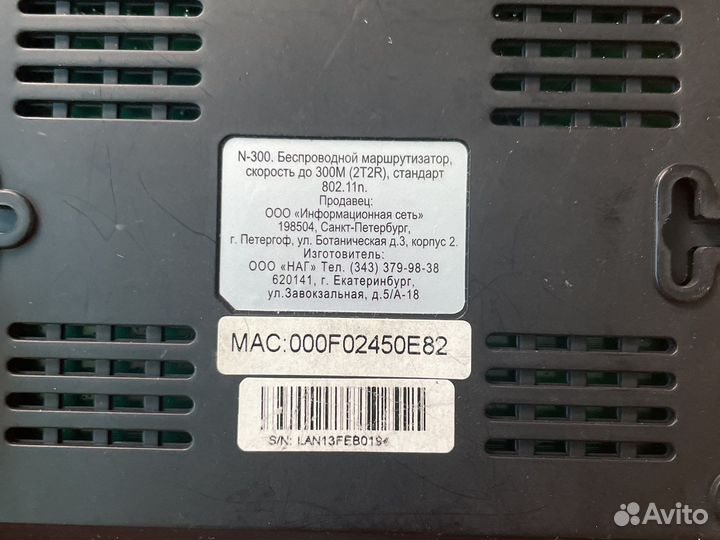 N-300. Беспроводной маршрутизатор,
скорость до 300М (2T2R), стандарт
802.11n.
Продавец:
ООО «Информационная сеть»
198504, Санкт-Петербург,
г. Петергоф, ул. Ботаническая д.3, корпус 2.
Изготовитель:
ООО «НАГ» Тел. (343) 379-98-38
620141, г. Екатеринбург,
ул.Завокзальная, д.5/А-18
MAC:000F02450E82
S/N:
Avito